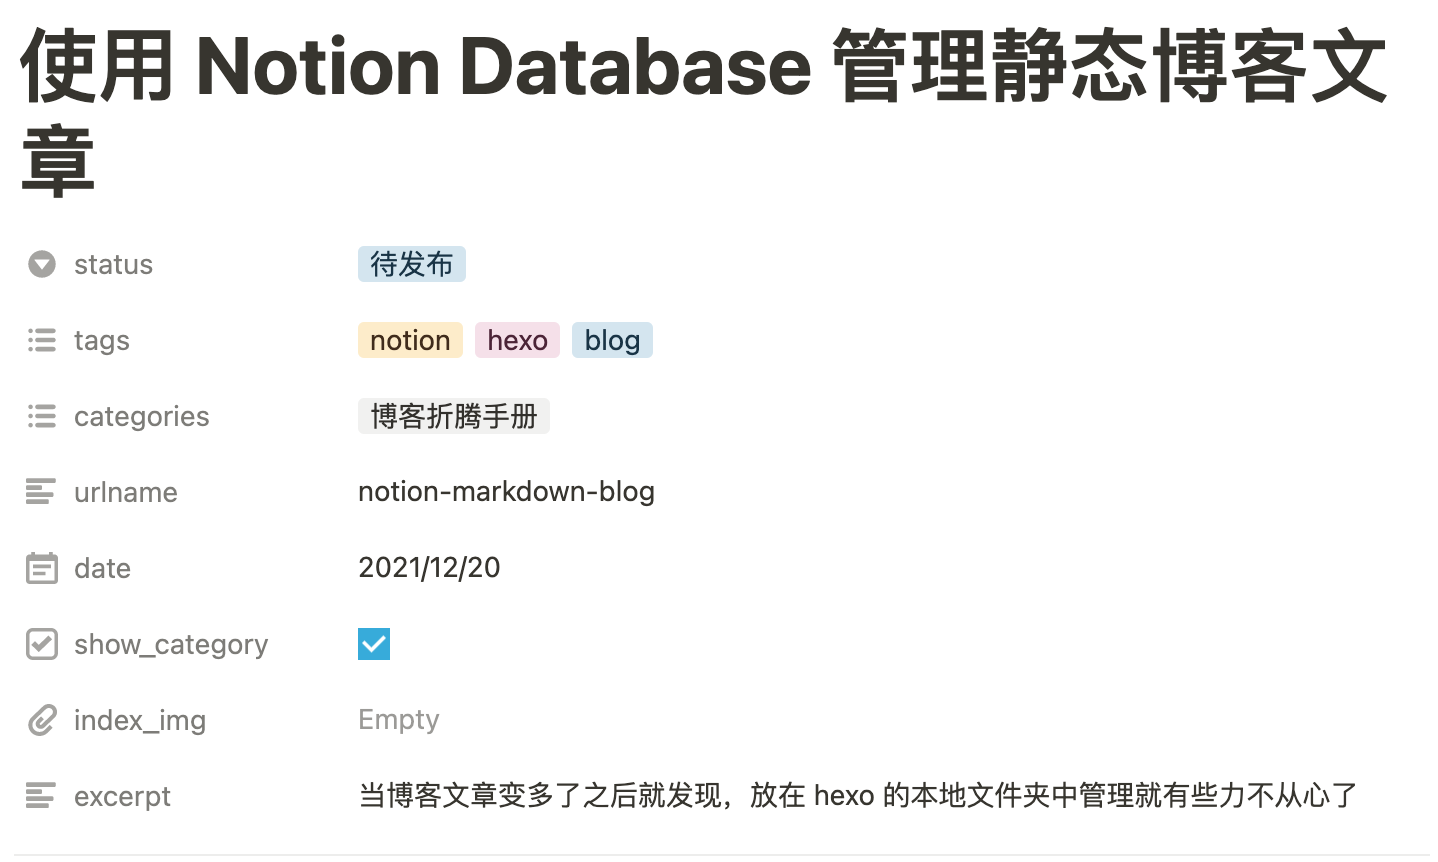 使用 Notion Database 管理静态博客文
章
status 待发布
tags notion hexo blog
categories 博客折腾手册
urlname notion-markdown-blog
date 2021/12/20
show_category
index_img Empty
excerpt 当博客文章变多了之后就发现，放在 hexo 的本地文件夹中管理就有些力不从心了